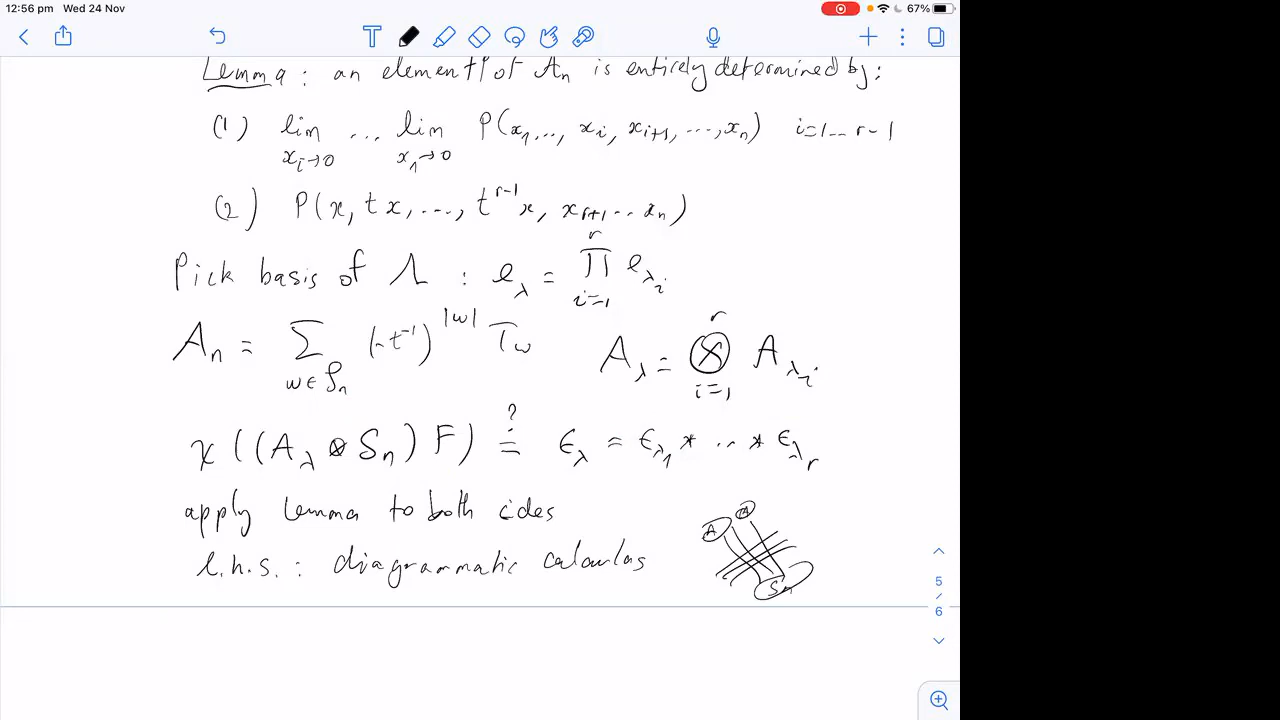 12:56 pm Wed 24 Nov
67%
T
Lemma : an element of An is entirely determined by :
(1) lim x_i→0 ... lim x_1→0 P(x_1..., x_i, x_{i+1}, ..., x_n) i=1...r-1
(2) P(x, tx, ..., t^{r-1}x, x_{r+1}...x_n)
Pick basis of Λ : e_λ = ∏_{i=1}^{r} e_{λ_i}
A_n = ∑_{w∈S_n} (-t^{-1})^{|w|} T_w A_λ = ⊗_{i=1}^{r} A_{λ_i}
χ((A_λ ⊗ S_n) F) ?= ϵ_λ = ϵ_{λ_1} * .. * ϵ_{λ_r}
apply lemma to both sides
l.h.s. : diagrammatic calculus
A A
S_n
5
/
6